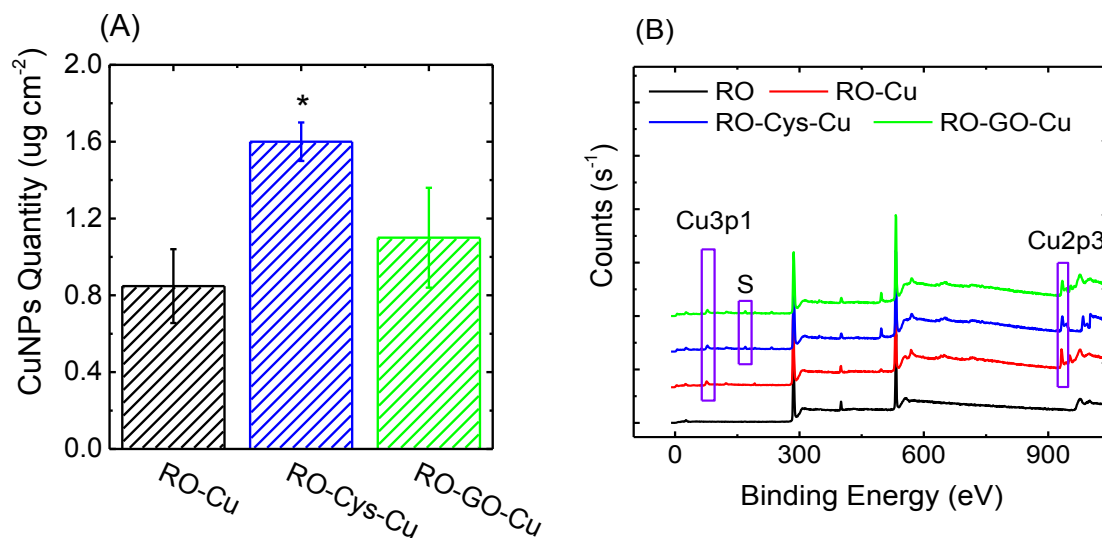 (A)
CuNPs Quantity (ug cm⁻²)
2.0
1.6
1.2
0.8
0.4
0.0
*
RO-Cu
RO-Cys-Cu
RO-GO-Cu
(B)
Counts (s⁻¹)
RO RO-Cu
RO-Cys-Cu RO-GO-Cu
Cu3p1
S
Cu2p3
0 300 600 900
Binding Energy (eV)